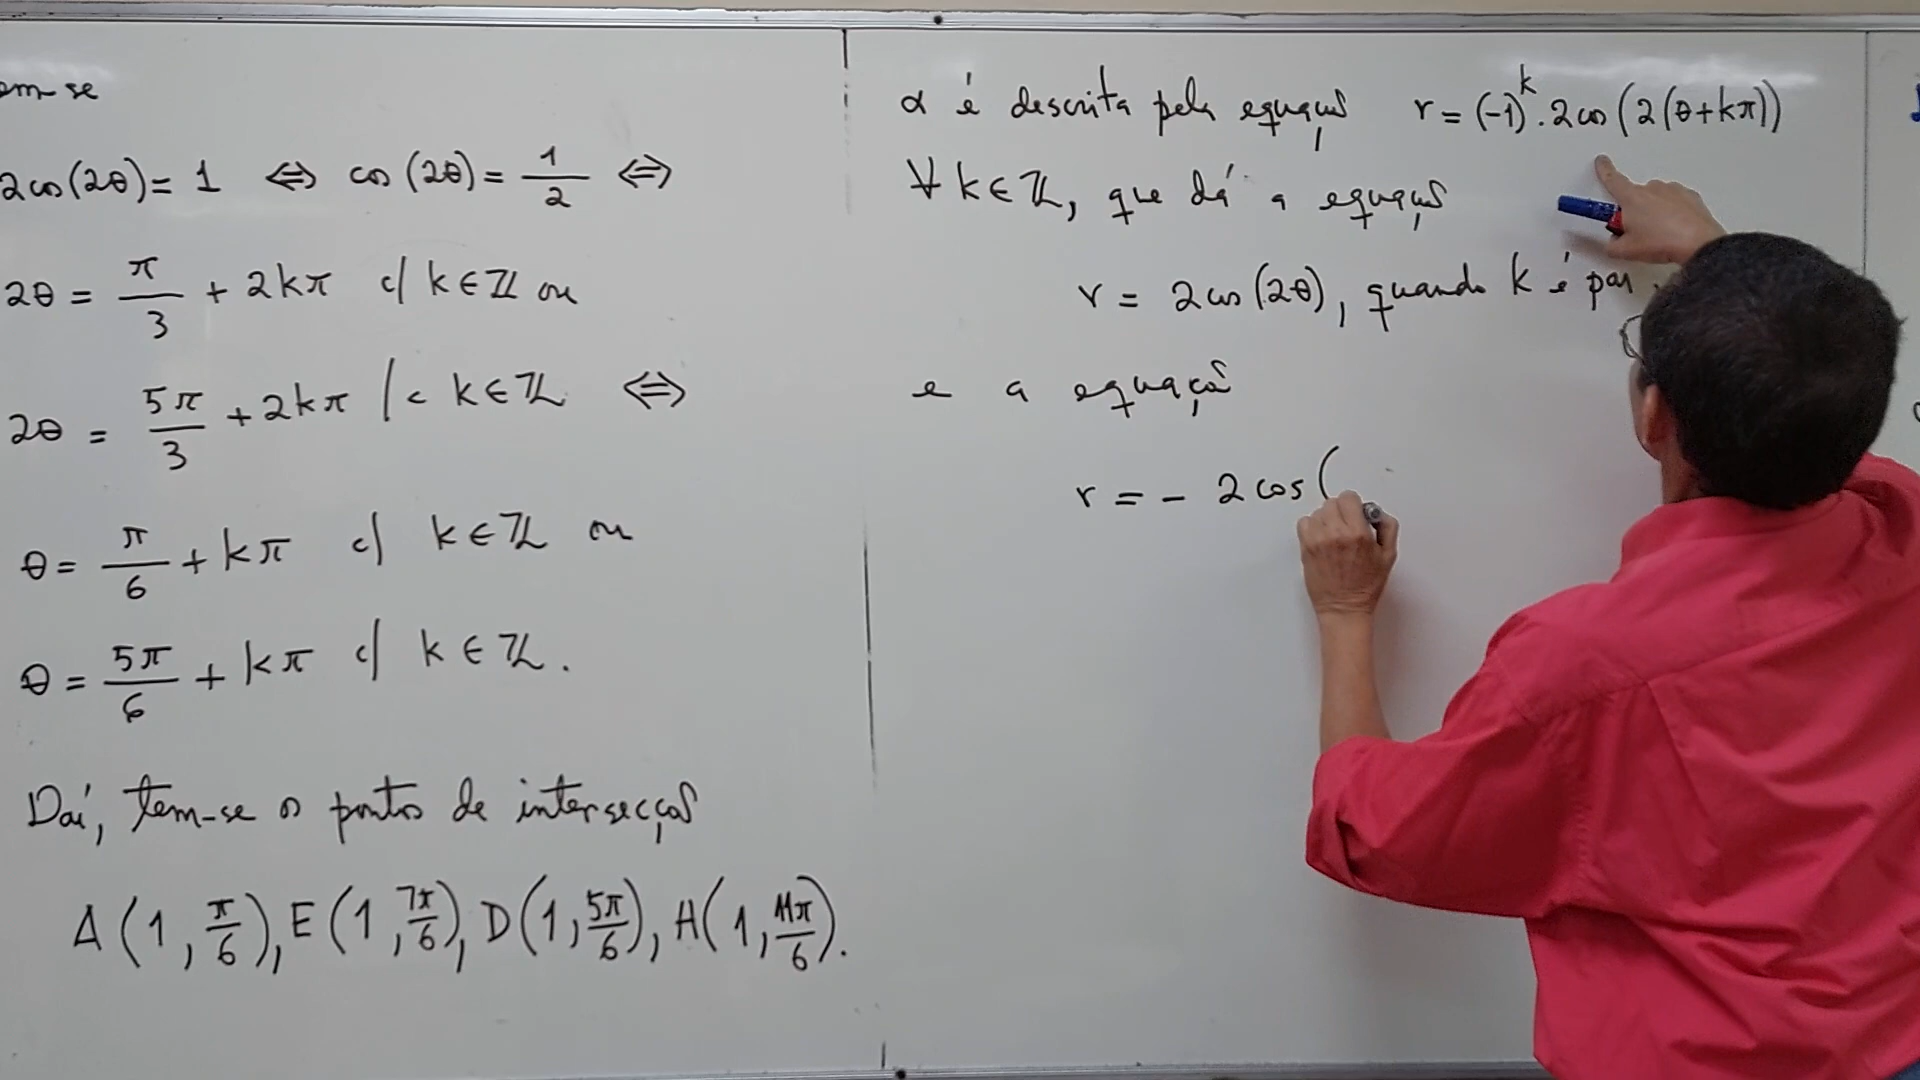 em-se
2cos(2θ) = 1 ⇔ cos(2θ) = 1/2 ⇔
2θ = π/3 + 2kπ c/ k ∈ ℤ ou
2θ = 5π/3 + 2kπ /c k ∈ ℤ ⇔
θ = π/6 + kπ c/ k ∈ ℤ ou
θ = 5π/6 + kπ c/ k ∈ ℤ.
Daí, tem-se os pontos de intersecção
A(1, π/6), E(1, 7π/6), D(1, 5π/6), H(1, 11π/6).
α é descrita pela equação r = (-1)^k . 2cos(2(θ+kπ))
∀ k ∈ ℤ, que dá a equação
r = 2cos(2θ), quando k é par.
e a equação
r = - 2cos(